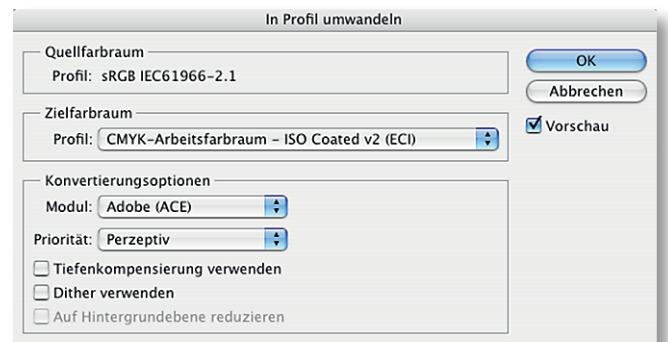 In Profil umwandeln
Quellfarbraum
Profil: sRGB IEC61966-2.1
OK
Abbrechen
Vorschau
Zielfarbraum
Profil: CMYK-Arbeitsfarbraum - ISO Coated v2 (ECI)
Konvertierungsoptionen
Modul: Adobe (ACE)
Priorität: Perzeptiv
Tiefenkompensierung verwenden
Dither verwenden
Auf Hintergrundebene reduzieren